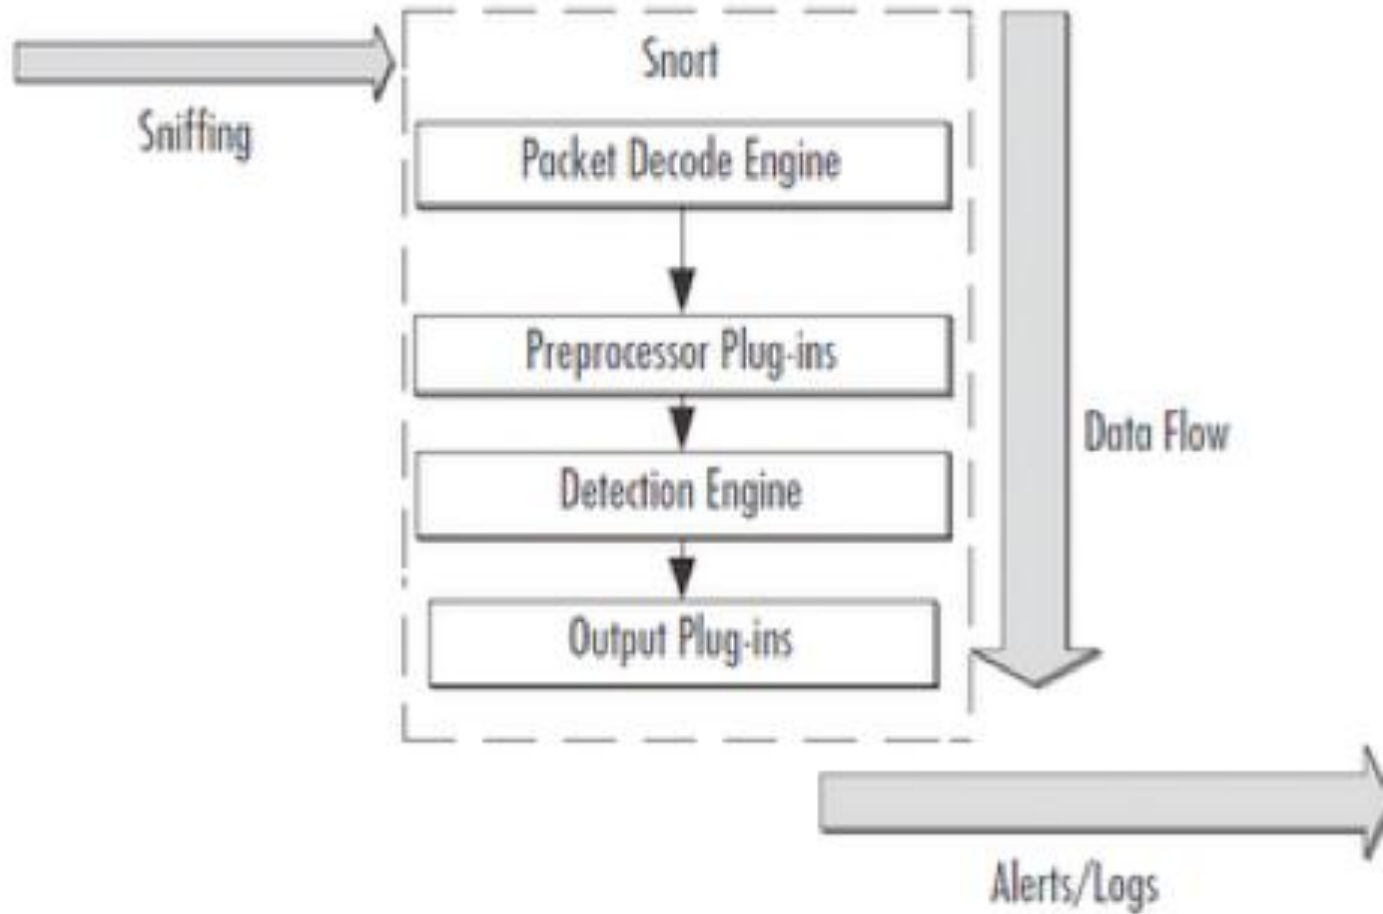 Snort
Sniffing
Packet Decode Engine
Preprocessor Plug-ins
Data Flow
Detection Engine
Output Plug-ins
Alerts/Logs